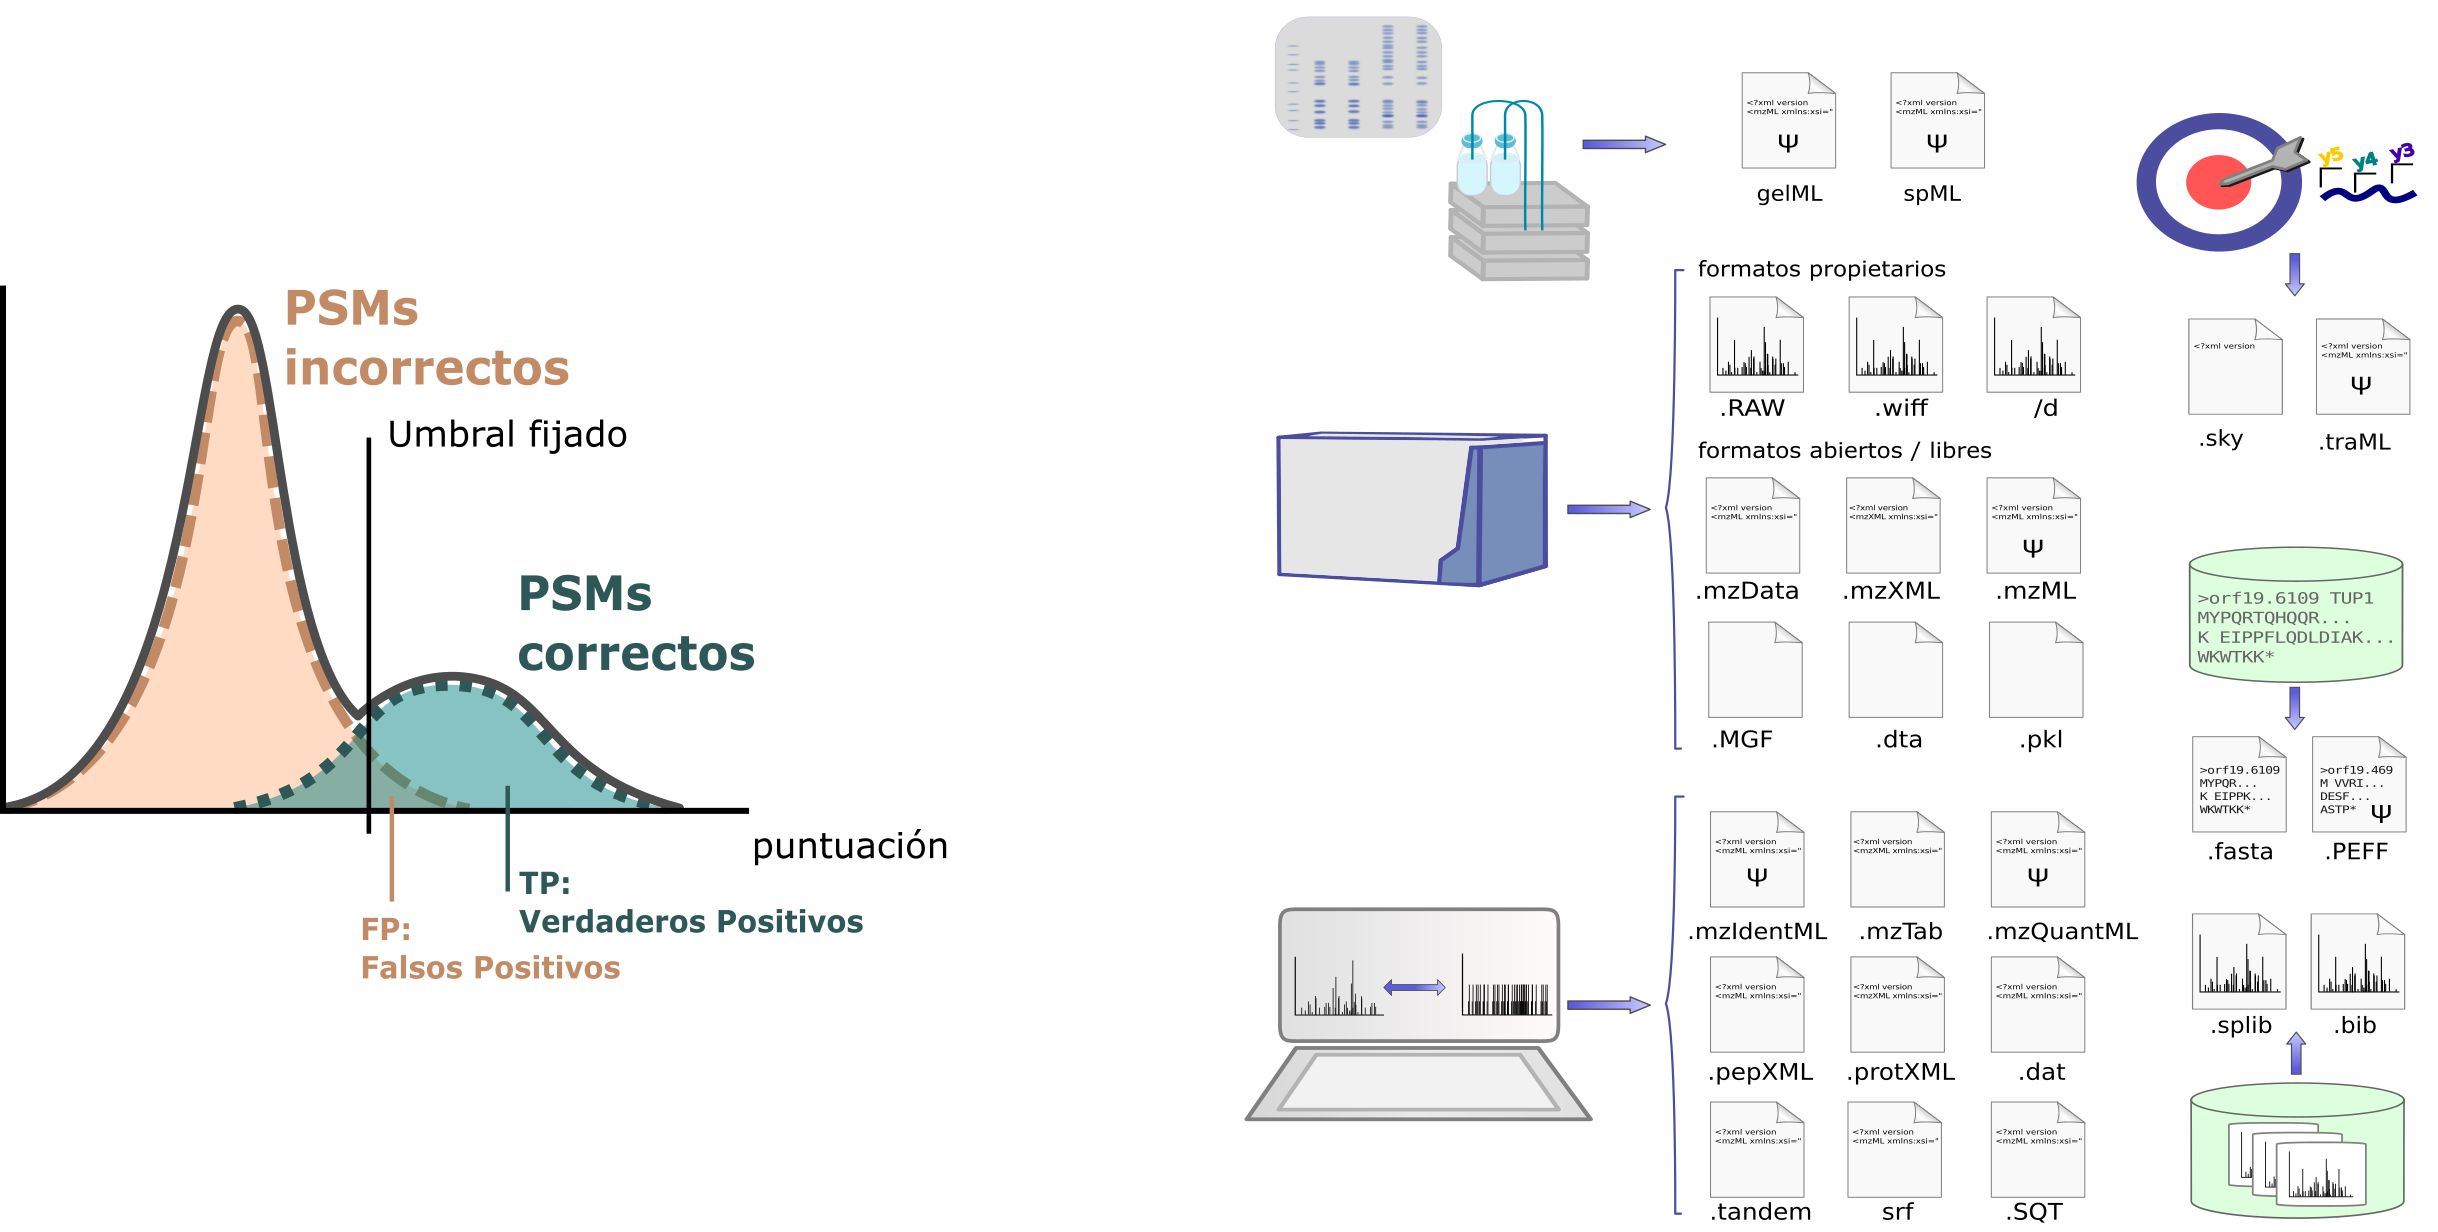 PSMs
incorrectos
Umbral fijado
PSMs
correctos
puntuación
TP:
Verdaderos Positivos
FP:
Falsos Positivos
<?xml version
<mzML xmlns:xsi="
Ψ
gelML
<?xml version
<mzML xmlns:xsi="
Ψ
spML
formatos propietarios
.RAW
.wiff
/d
formatos abiertos / libres
<?xml version
<mzML xmlns:xsi="
.mzData
<?xml version
<mzXML xmlns:xsi="
.mzXML
<?xml version
<mzML xmlns:xsi="
Ψ
.mzML
.MGF
.dta
.pkl
<?xml version
<mzML xmlns:xsi="
Ψ
.mzIdentML
<?xml version
<mzXML xmlns:xsi="
.mzTab
<?xml version
<mzML xmlns:xsi="
Ψ
.mzQuantML
<?xml version
<mzML xmlns:xsi="
.pepXML
<?xml version
<mzXML xmlns:xsi="
.protXML
<?xml version
<mzML xmlns:xsi="
.dat
<?xml version
<mzML xmlns:xsi="
.tandem
<?xml version
<mzML xmlns:xsi="
srf
<?xml version
<mzML xmlns:xsi="
.SQT
y5
y4
y3
<?xml version
.sky
<?xml version
<mzML xmlns:xsi="
Ψ
.traML
>orf19.6109 TUP1
MYPQRTQHQQR...
K EIPPFLQDLDIAK...
WKWTKK*
>orf19.6109
MYPQR...
K EIPPK...
WKWTKK*
.fasta
>orf19.469
M VVRI...
DESF...
ASTP*
Ψ
.PEFF
.splib
.bib